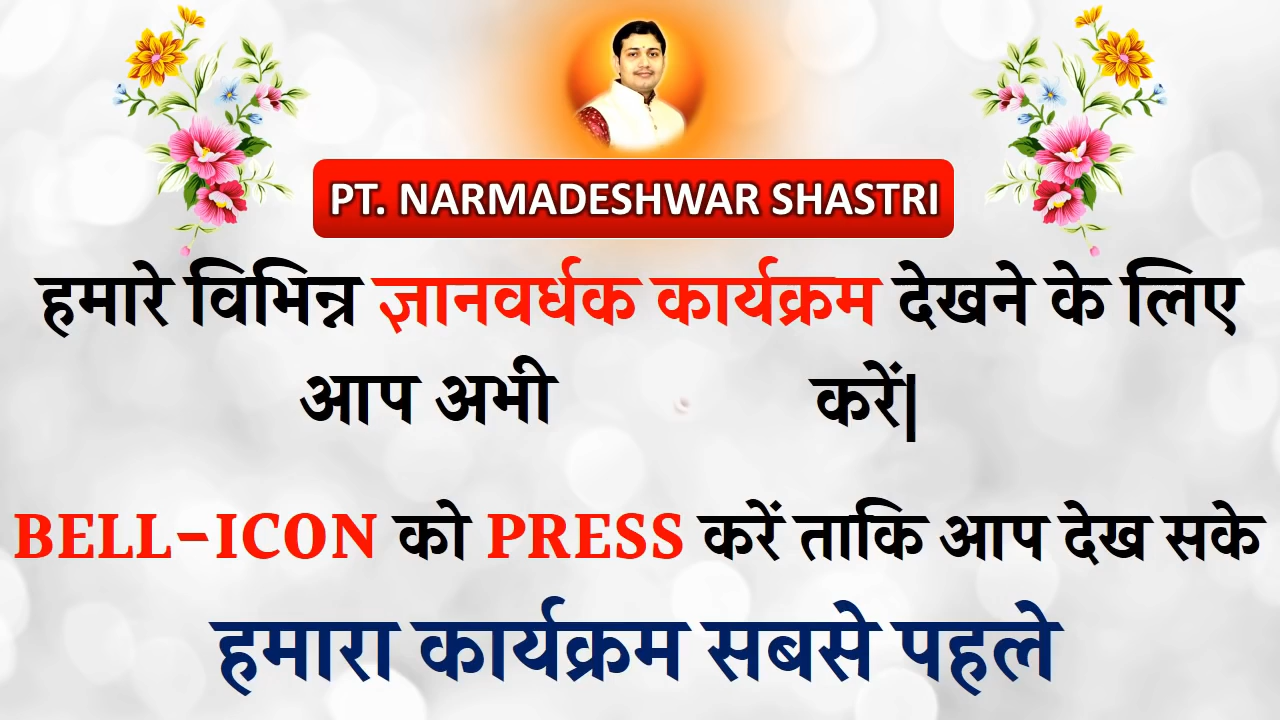 PT. NARMADESHWAR SHASTRI
हमारे विभिन्न ज्ञानवर्धक कार्यक्रम देखने के लिए
आप अभी करें|
BELL-ICON को PRESS करें ताकि आप देख सके
हमारा कार्यक्रम सबसे पहले